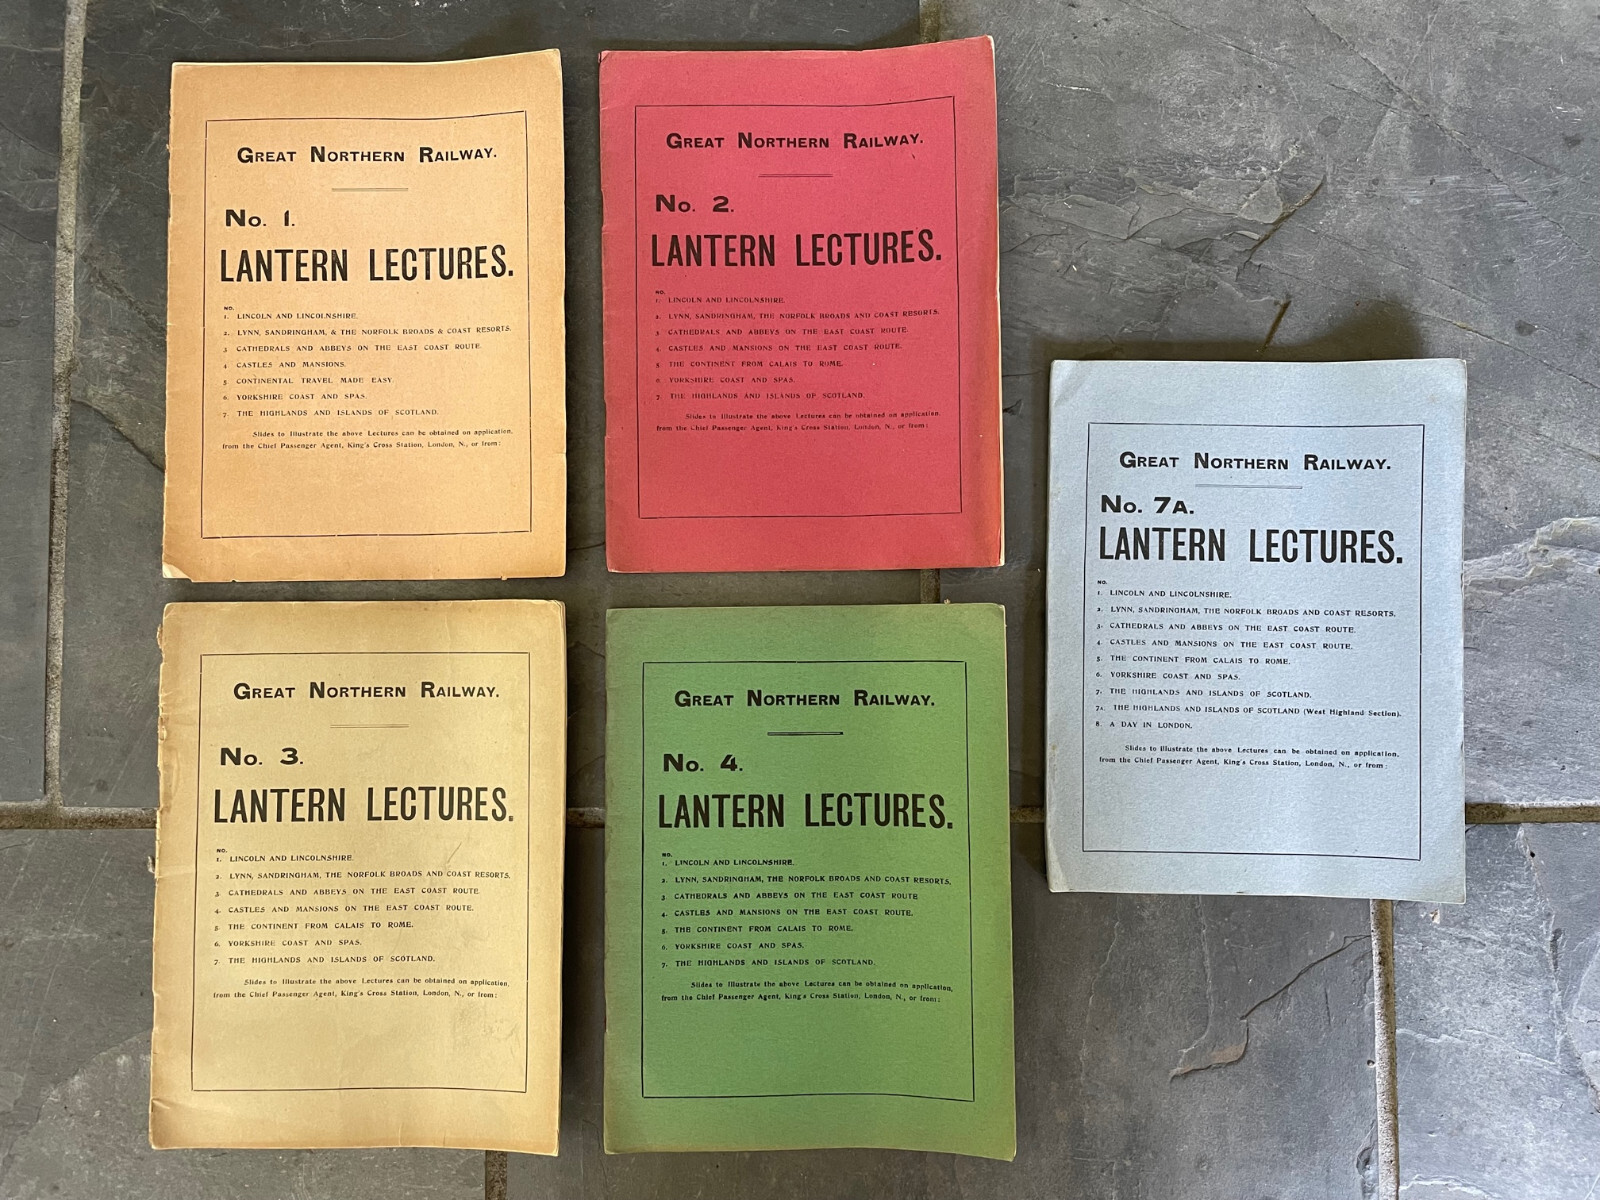 GREAT NORTHERN RAILWAY.
No. 1.
LANTERN LECTURES.
NO.
1. LINCOLN AND LINCOLNSHIRE.
2. LYNN, SANDRINGHAM, & THE NORFOLK BROADS & COAST RESORTS.
3 CATHEDRALS AND ABBEYS ON THE EAST COAST ROUTE.
4 CASTLES AND MANSIONS.
5 CONTINENTAL TRAVEL MADE EASY.
6. YORKSHIRE COAST AND SPAS.
7. THE HIGHLANDS AND ISLANDS OF SCOTLAND.
Slides to Illustrate the above Lectures can be obtained on application,
from the Chief Passenger Agent, King's Cross Station, London, N., or from:
GREAT NORTHERN RAILWAY.
No. 2.
LANTERN LECTURES.
NO.
1. LINCOLN AND LINCOLNSHIRE.
2. LYNN, SANDRINGHAM, THE NORFOLK BROADS AND COAST RESORTS.
3 CATHEDRALS AND ABBEYS ON THE EAST COAST ROUTE.
4. CASTLES AND MANSIONS ON THE EAST COAST ROUTE.
5. THE CONTINENT FROM CALAIS TO ROME.
6 YORKSHIRE COAST AND SPAS.
7. THE HIGHLANDS AND ISLANDS OF SCOTLAND.
Slides to Illustrate the above Lectures can be obtained on application,
from the Chief Passenger Agent, King's Cross Station, London, N., or from:
GREAT NORTHERN RAILWAY.
No. 3.
LANTERN LECTURES.
NO.
1. LINCOLN AND LINCOLNSHIRE.
2. LYNN, SANDRINGHAM, THE NORFOLK BROADS AND COAST RESORTS.
3 CATHEDRALS AND ABBEYS ON THE EAST COAST ROUTE.
4. CASTLES AND MANSIONS ON THE EAST COAST ROUTE.
5. THE CONTINENT FROM CALAIS TO ROME.
6. YORKSHIRE COAST AND SPAS.
7. THE HIGHLANDS AND ISLANDS OF SCOTLAND.
Slides to Illustrate the above Lectures can be obtained on application,
from the Chief Passenger Agent, King's Cross Station, London, N., or from:
GREAT NORTHERN RAILWAY.
No. 4.
LANTERN LECTURES.
NO.
1. LINCOLN AND LINCOLNSHIRE.
2. LYNN, SANDRINGHAM, THE NORFOLK BROADS AND COAST RESORTS.
3 CATHEDRALS AND ABBEYS ON THE EAST COAST ROUTE.
4. CASTLES AND MANSIONS ON THE EAST COAST ROUTE.
5. THE CONTINENT FROM CALAIS TO ROME.
6. YORKSHIRE COAST AND SPAS.
7. THE HIGHLANDS AND ISLANDS OF SCOTLAND.
Slides to Illustrate the above Lectures can be obtained on application,
from the Chief Passenger Agent, King's Cross Station, London, N., or from:
GREAT NORTHERN RAILWAY.
No. 7A.
LANTERN LECTURES.
NO.
1. LINCOLN AND LINCOLNSHIRE.
2. LYNN, SANDRINGHAM, THE NORFOLK BROADS AND COAST RESORTS.
3. CATHEDRALS AND ABBEYS ON THE EAST COAST ROUTE.
4. CASTLES AND MANSIONS ON THE EAST COAST ROUTE.
5. THE CONTINENT FROM CALAIS TO ROME.
6. YORKSHIRE COAST AND SPAS.
7. THE HIGHLANDS AND ISLANDS OF SCOTLAND.
7A. THE HIGHLANDS AND ISLANDS OF SCOTLAND (West Highland Section).
8. A DAY IN LONDON.
Slides to Illustrate the above Lectures can be obtained on application,
from the Chief Passenger Agent, King's Cross Station, London, N., or from: